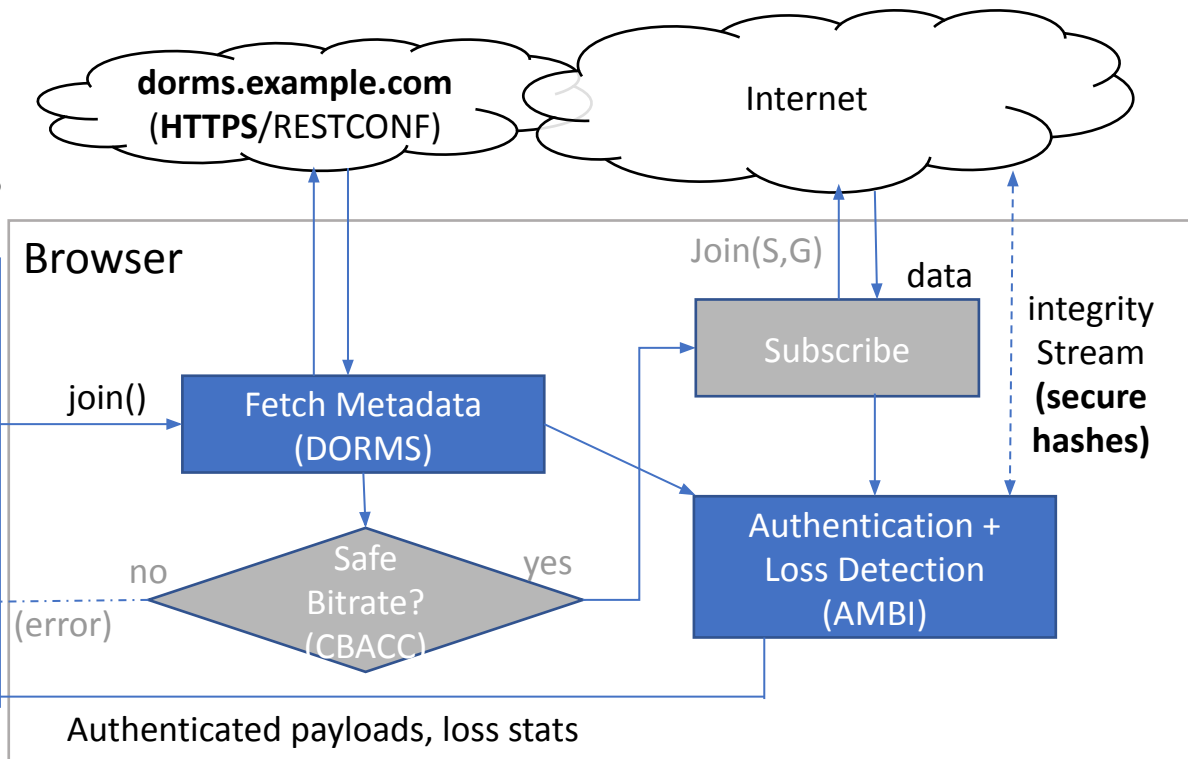 dorms.example.com
(HTTPS/RESTCONF)
Internet
Browser
Join(S,G)
data
integrity
Stream
(secure
hashes)
Subscribe
join()
Fetch Metadata
(DORMS)
Safe
Bitrate?
(CBACC)
no
yes
(error)
Authentication +
Loss Detection
(AMBI)
Authenticated payloads, loss stats